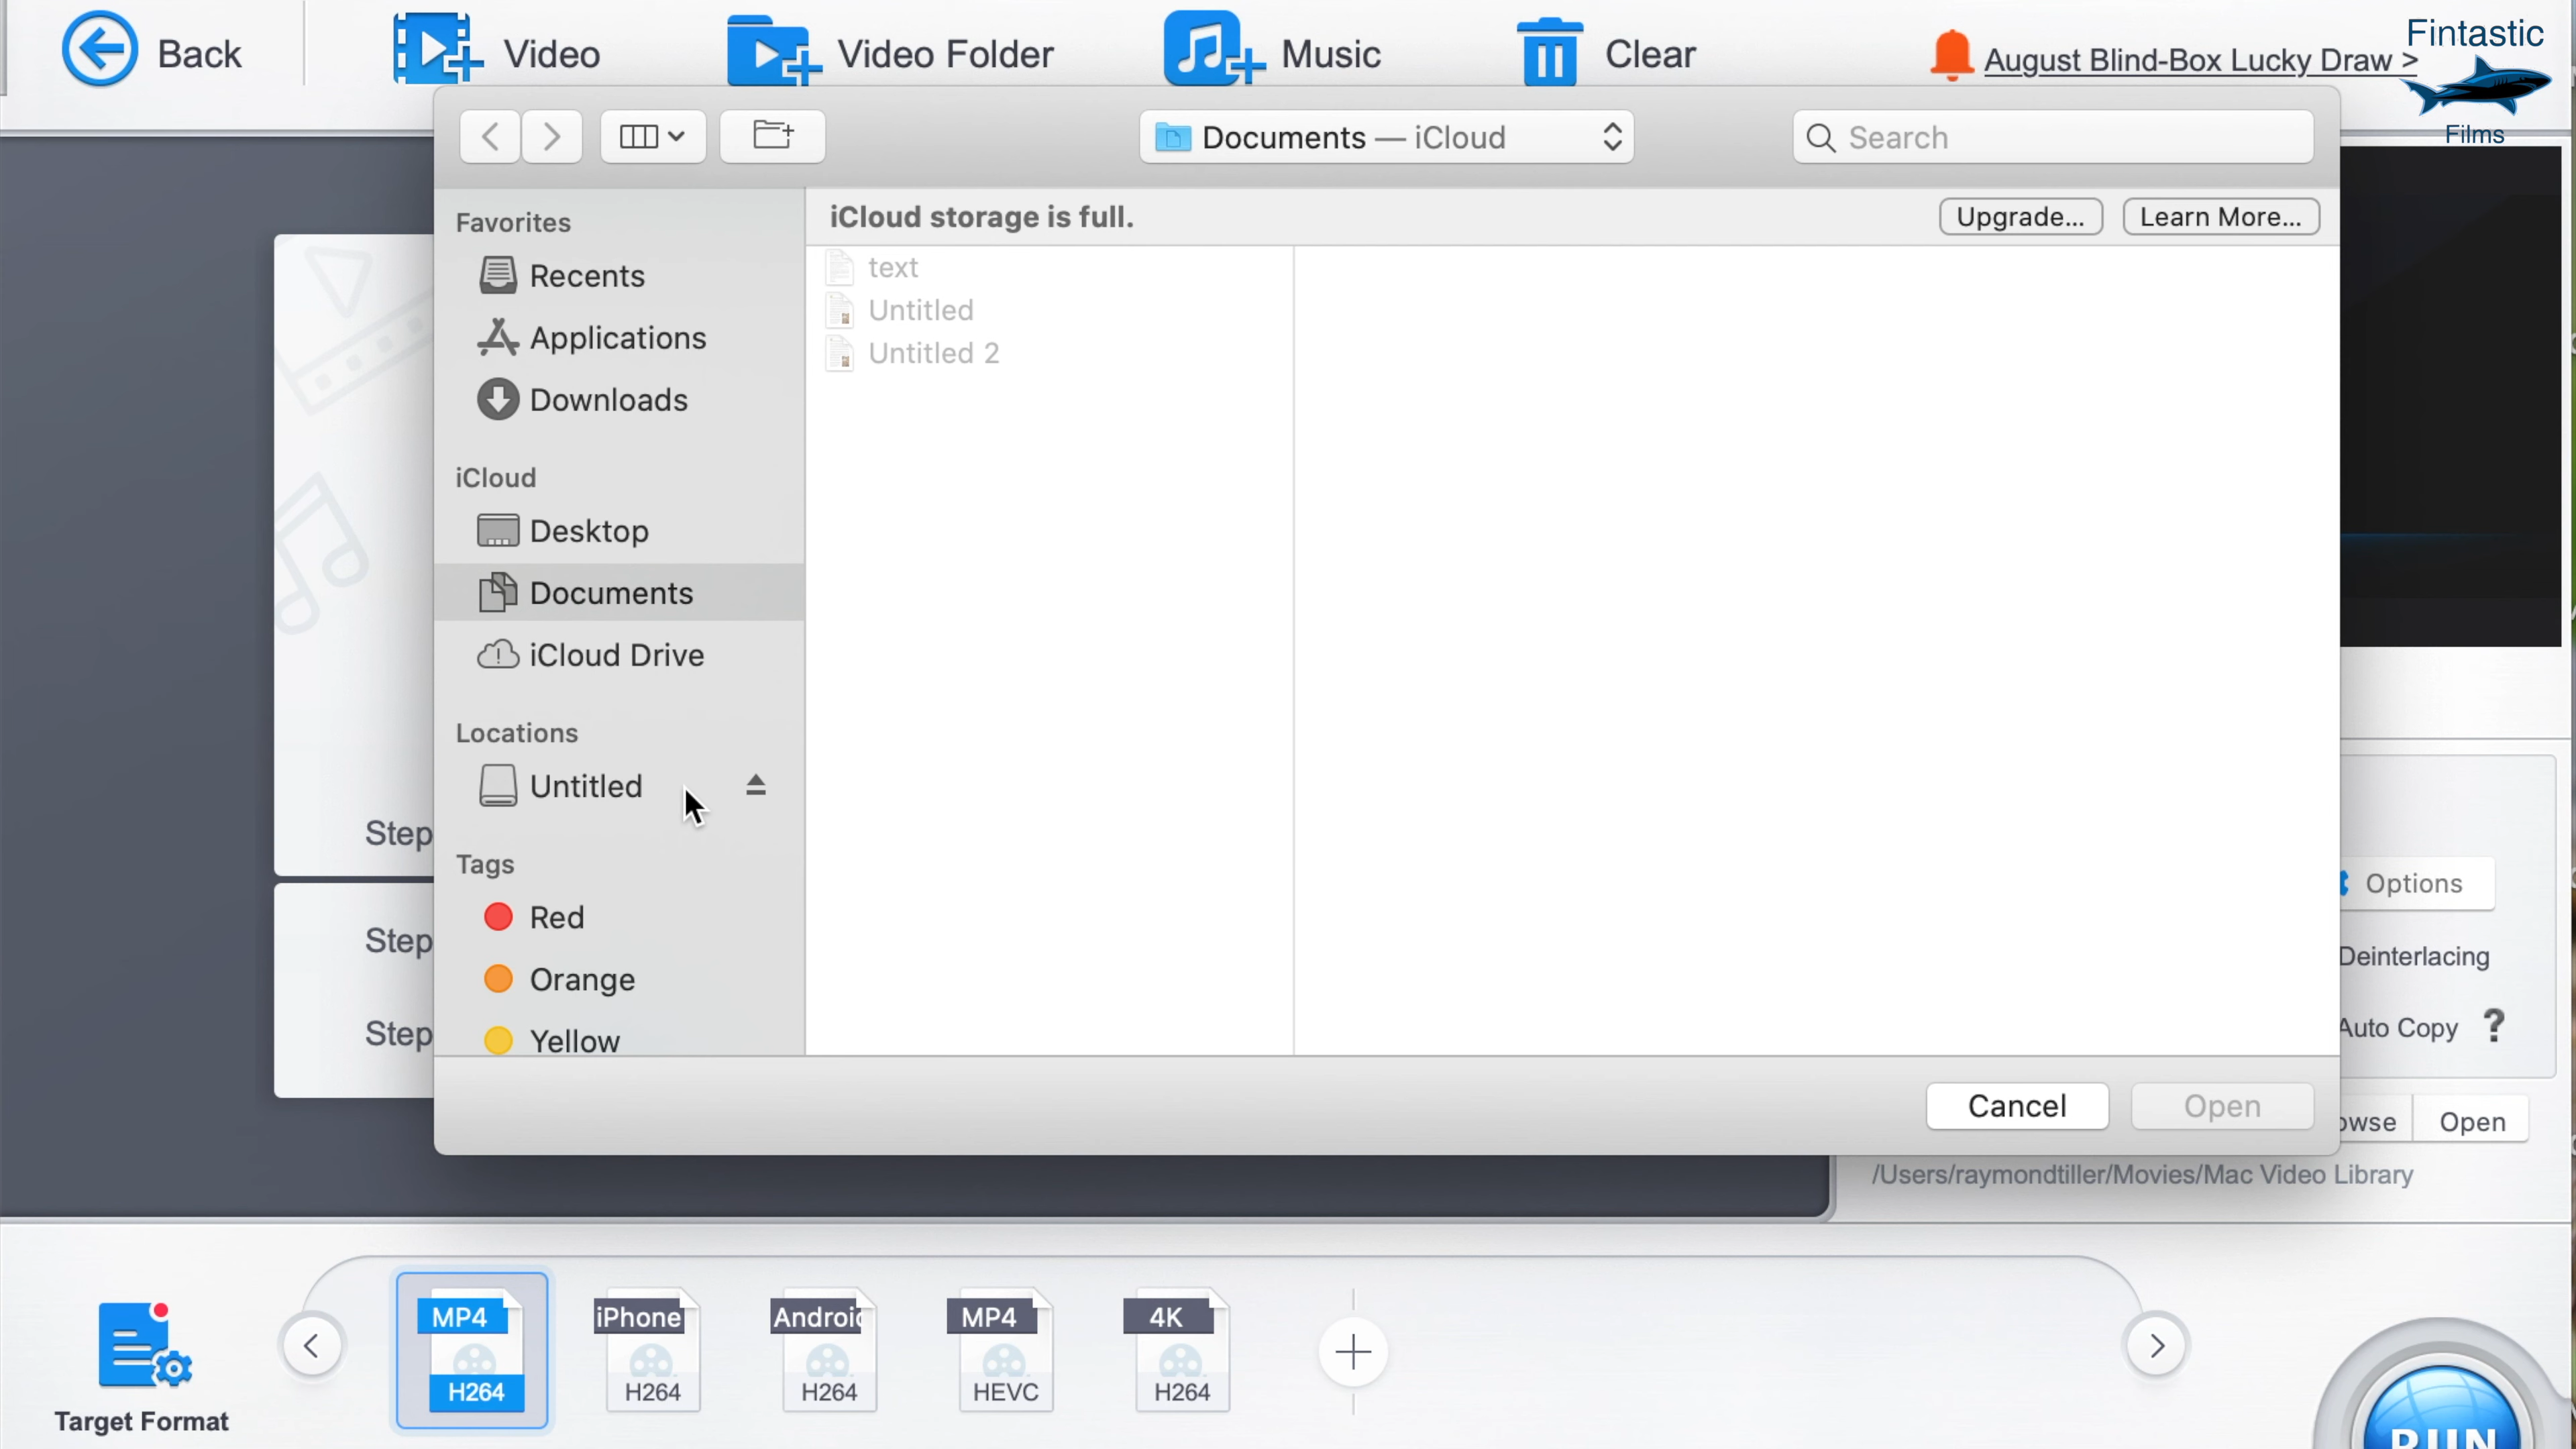 Back
Video
Video Folder
Music
Clear
August Blind-Box Lucky Draw >
Fintastic
Films
Documents — iCloud
Search
Favorites
Recents
Applications
Downloads
iCloud
Desktop
Documents
iCloud Drive
Locations
Untitled
Tags
Red
Orange
Yellow
iCloud storage is full.
Upgrade...
Learn More...
text
Untitled
Untitled 2
Cancel
Open
Step
Step
Step
Options
Deinterlacing
Auto Copy ?
owse
Open
/Users/raymondtiller/Movies/Mac Video Library
Target Format
MP4
H264
iPhone
H264
Android
H264
MP4
HEVC
4K
H264
RUN